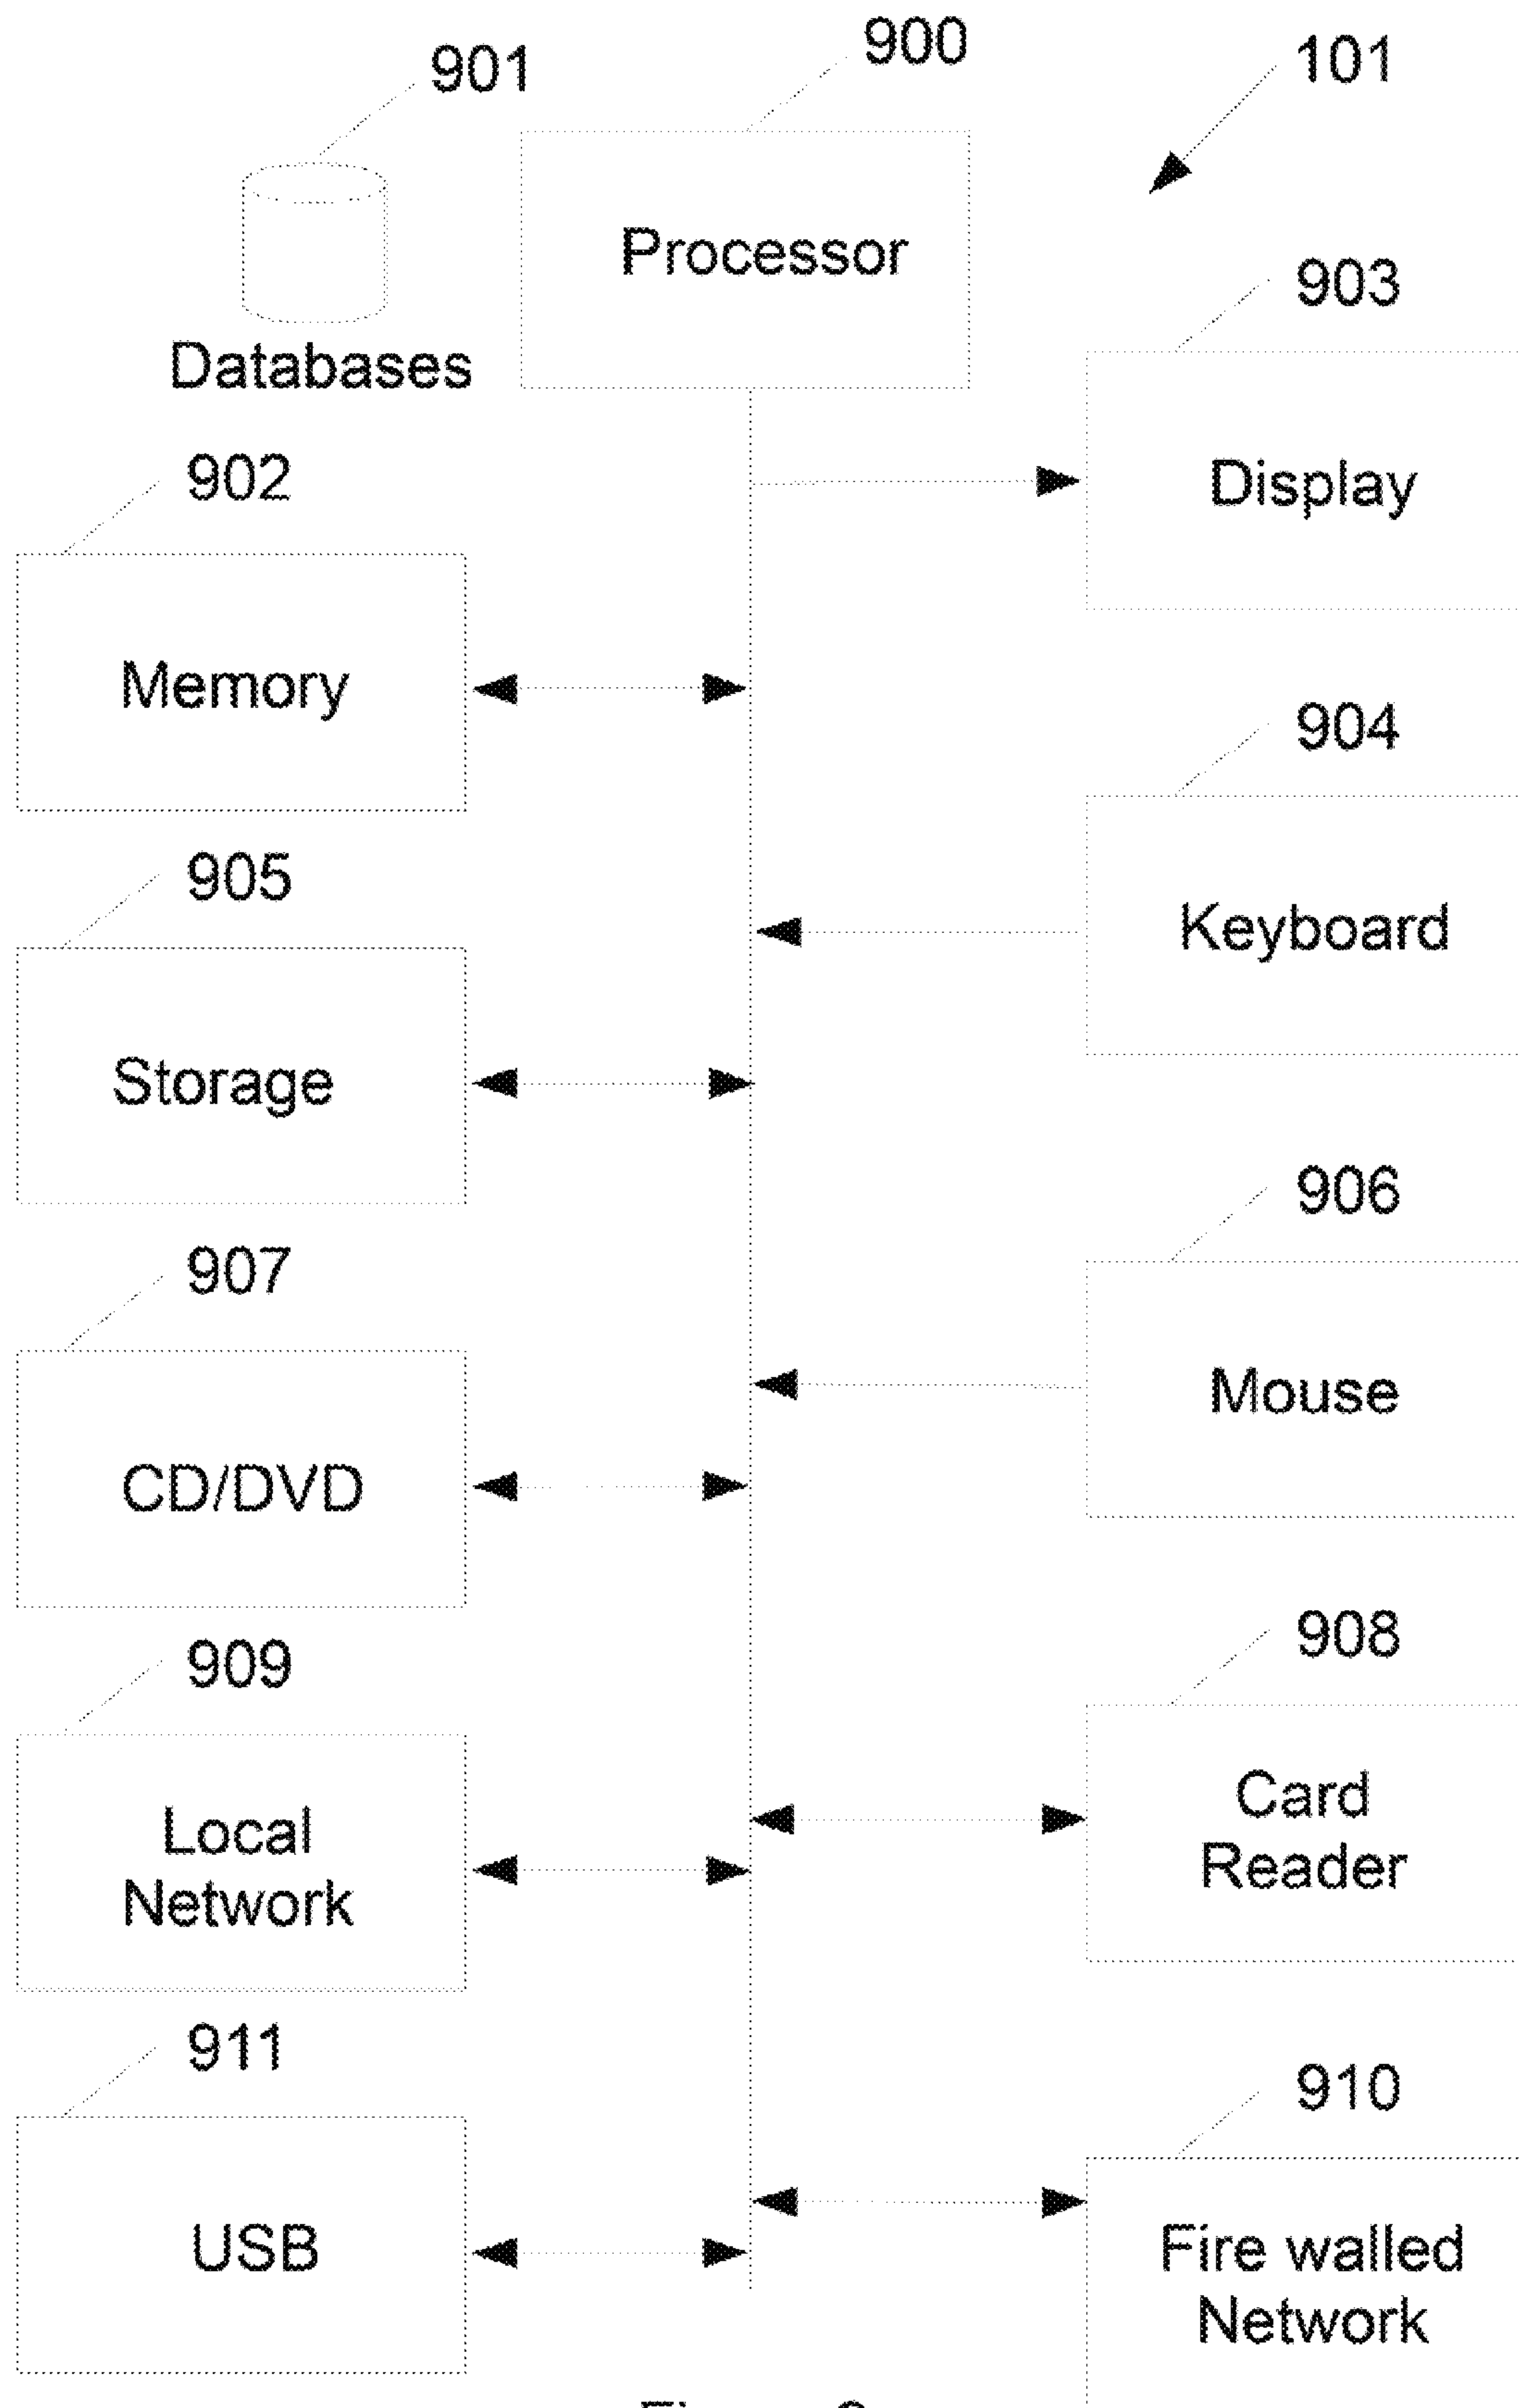 900
901
101
Processor
903
Databases
902
Display
Memory
904
905
Keyboard
Storage
906
907
Mouse
CD/DVD
908
909
Card
Reader
Local
Network
911
910
USB
Fire walled
Network